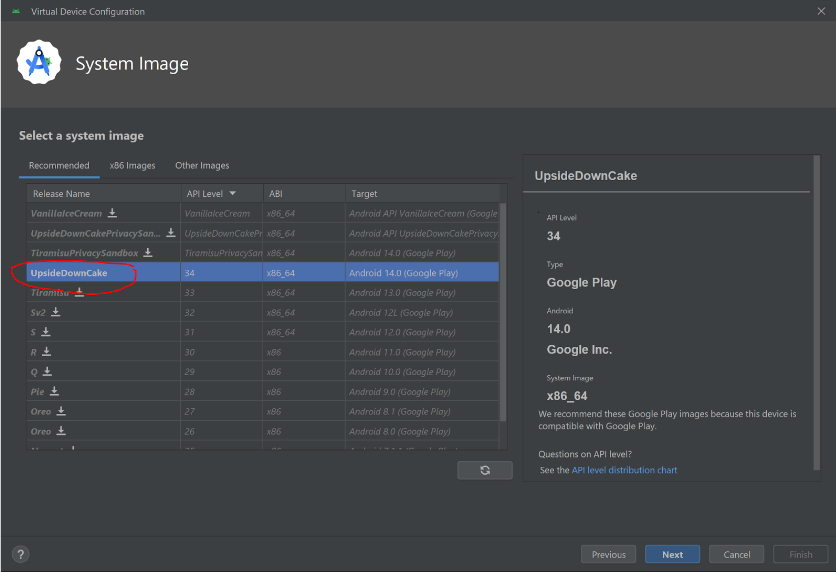 Virtual Device Configuration
System Image
Select a system image
Recommended x86 Images Other Images
Release Name API Level ABI Target
VanillaIceCream VanillaIceCream x86_64 Android API VanillaIceCream (Google
UpsideDownCakePrivacySan... UpsideDownCakePr x86_64 Android API UpsideDownCakePrivacy
TiramisuPrivacySandbox TiramisuPrivacySan x86_64 Android 14.0 (Google Play)
UpsideDownCake 34 x86_64 Android 14.0 (Google Play)
Tiramisu 33 x86_64 Android 13.0 (Google Play)
Sv2 32 x86_64 Android 12L (Google Play)
S 31 x86_64 Android 12.0 (Google Play)
R 30 x86 Android 11.0 (Google Play)
Q 29 x86 Android 10.0 (Google Play)
Pie 28 x86 Android 9.0 (Google Play)
Oreo 27 x86 Android 8.1 (Google Play)
Oreo 26 x86 Android 8.0 (Google Play)
UpsideDownCake
API Level
34
Type
Google Play
Android
14.0
Google Inc.
System Image
x86_64
We recommend these Google Play images because this device is
compatible with Google Play.
Questions on API level?
See the API level distribution chart
? Previous Next Cancel Finish